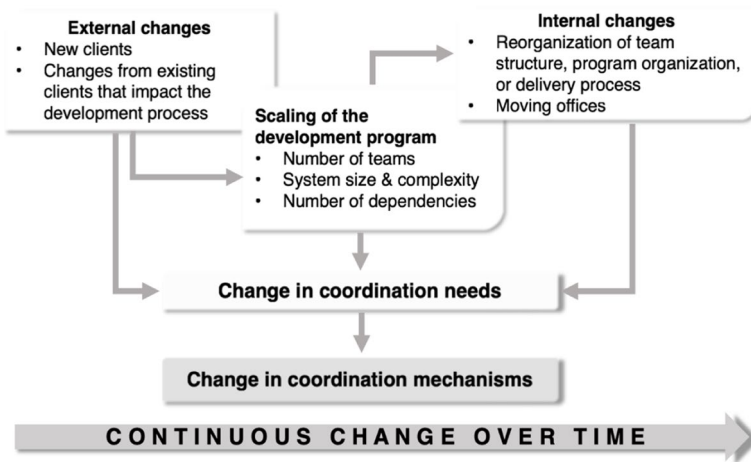 External changes
• New clients
• Changes from existing
clients that impact the
development process
Internal changes
• Reorganization of team
structure, program organization,
or delivery process
• Moving offices
Scaling of the
development program
• Number of teams
• System size & complexity
• Number of dependencies
Change in coordination needs
Change in coordination mechanisms
CONTINUOUS CHANGE OVER TIME